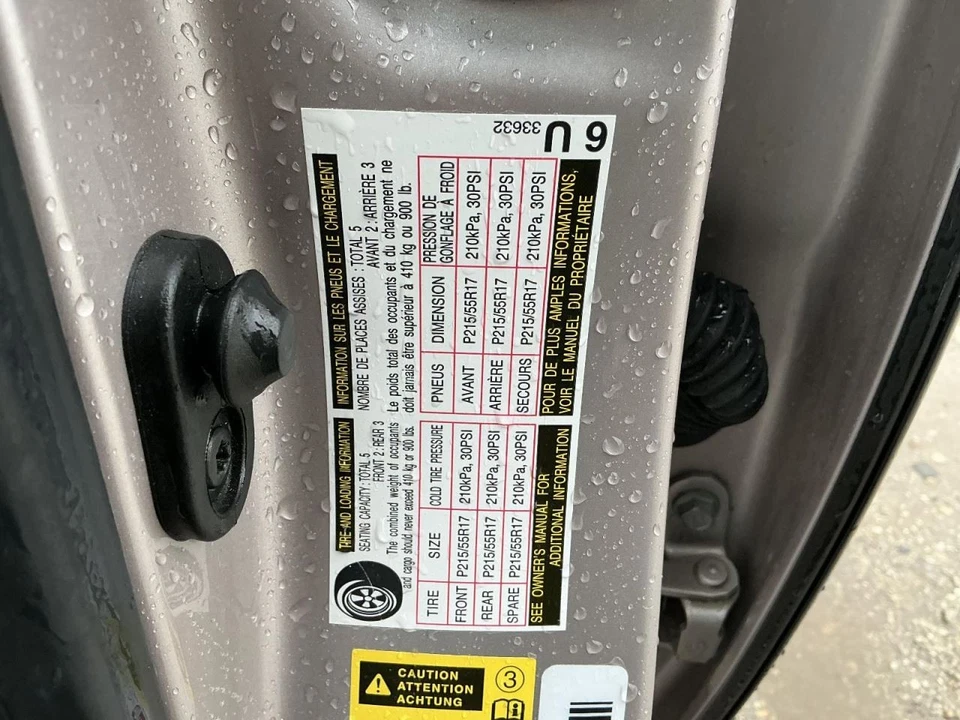 TIRE AND LOADING INFORMATION
SEATING CAPACITY : TOTAL 5
FRONT 2 : REAR 3
The combined weight of occupants
and cargo should never exceed 410 kg or 900 lbs.
TIRE SIZE COLD TIRE PRESSURE
FRONT P215/55R17 210kPa, 30PSI
REAR P215/55R17 210kPa, 30PSI
SPARE P215/55R17 210kPa, 30PSI
SEE OWNER'S MANUAL FOR
ADDITIONAL INFORMATION
INFORMATION SUR LES PNEUS ET LE CHARGEMENT
NOMBRE DE PLACES ASSISES : TOTAL 5
AVANT 2 : ARRIÈRE 3
Le poids total des occupants et du chargement ne
doit jamais être supérieur à 410 kg ou 900 lb.
PNEUS DIMENSION PRESSION DE
GONFLAGE À FROID
AVANT P215/55R17 210kPa, 30PSI
ARRIÈRE P215/55R17 210kPa, 30PSI
SECOURS P215/55R17 210kPa, 30PSI
POUR DE PLUS AMPLES INFORMATIONS,
VOIR LE MANUEL DU PROPRIÉTAIRE
6 U 33632
CAUTION
ATTENTION
ACHTUNG
3